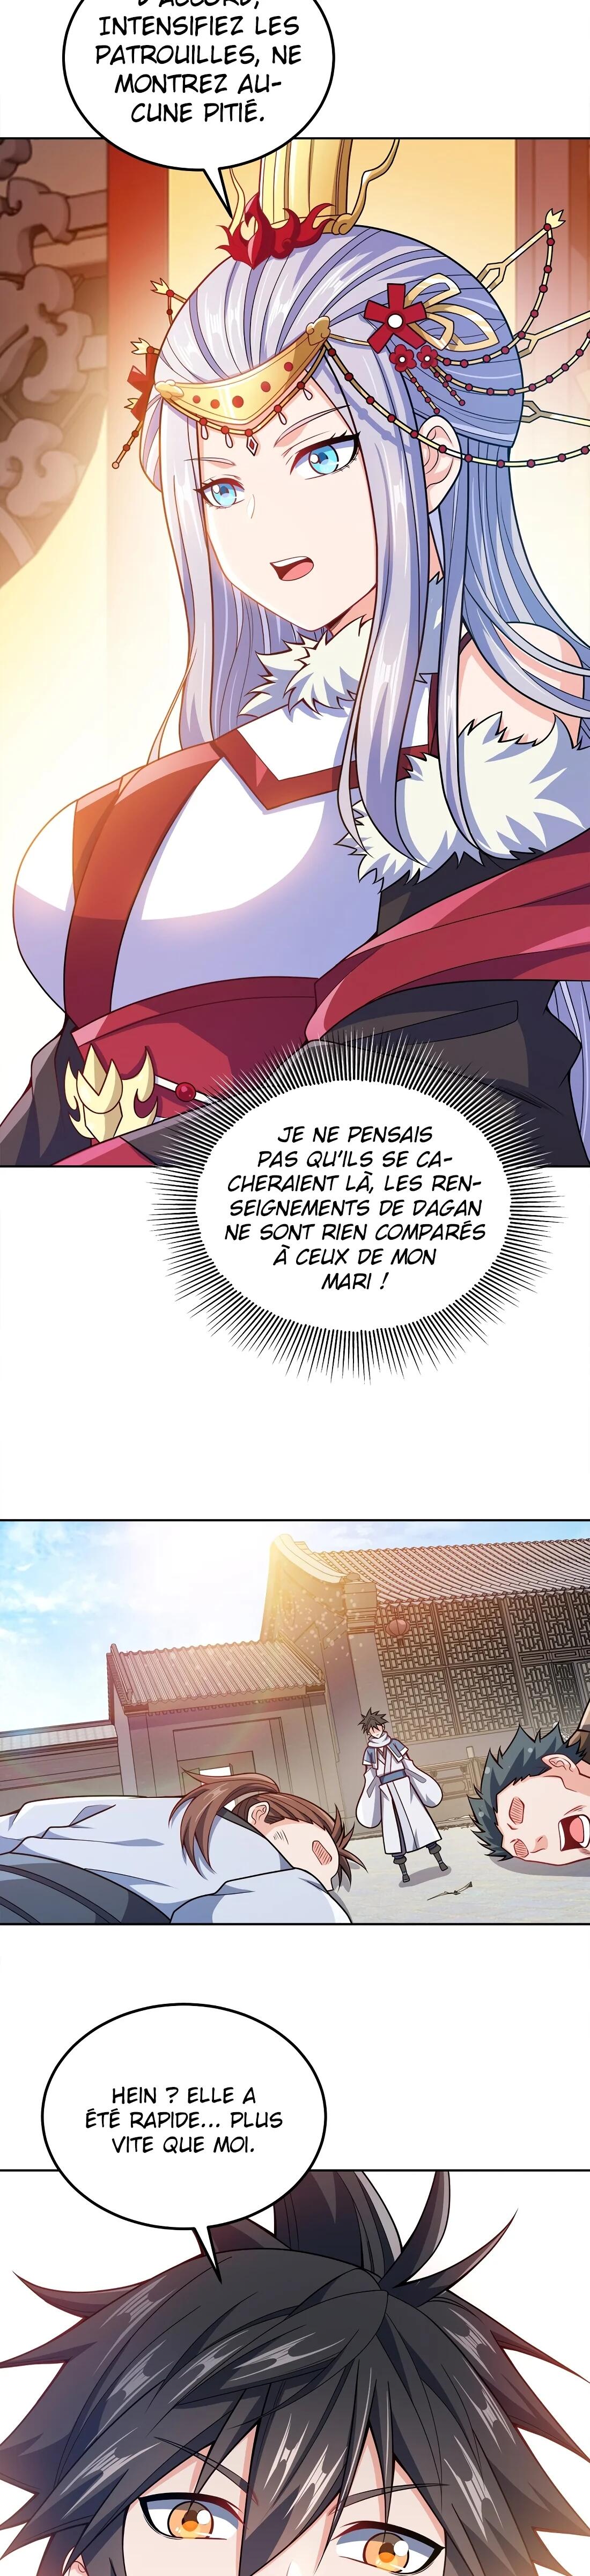 D'ACCORD,
INTENSIFIEZ LES
PATROUILLES, NE
MONTREZ AU-
CUNE PITIÉ.
JE NE PENSAIS
PAS QU'ILS SE CA-
CHERAIENT LÀ, LES REN-
SEIGNEMENTS DE DAGAN
NE SONT RIEN COMPARÉS
À CEUX DE MON
MARI !
HEIN ? ELLE A
ÉTÉ RAPIDE... PLUS
VITE QUE MOI.